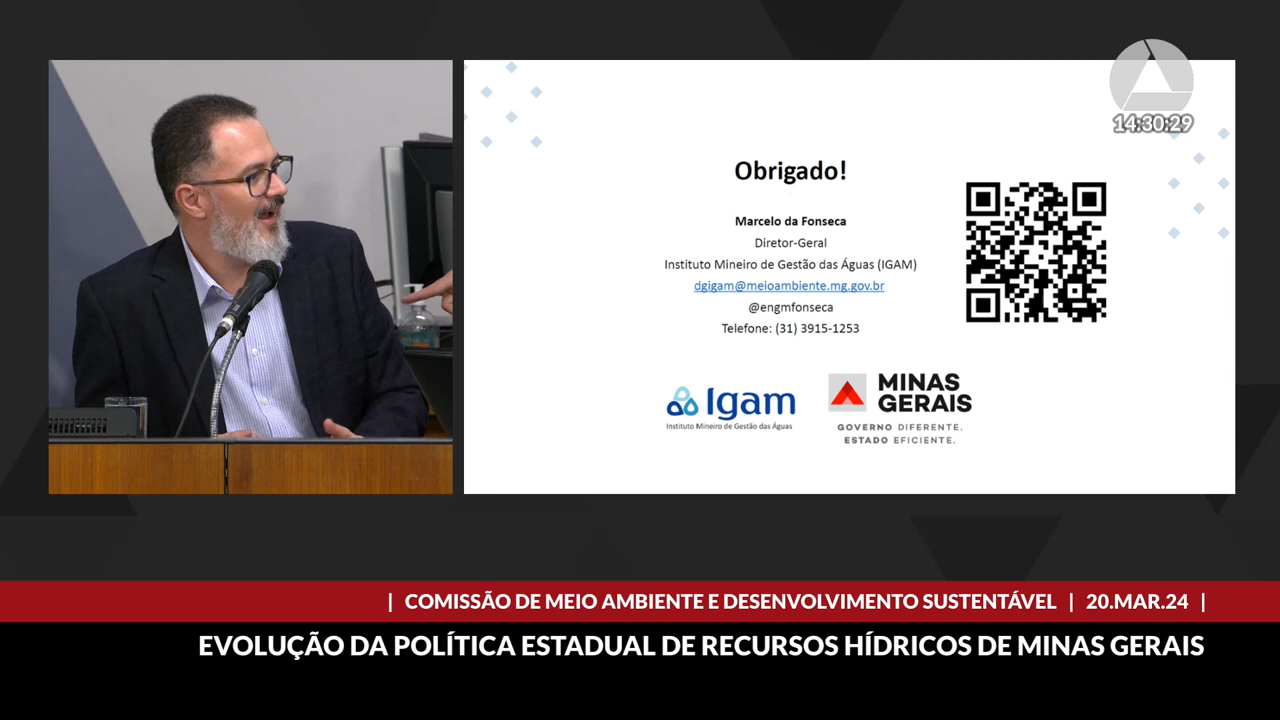 14:30:29
Obrigado!
Marcelo da Fonseca
Diretor-Geral
Instituto Mineiro de Gestão das Águas (IGAM)
dgigam@meioambiente.mg.gov.br
@engmfonseca
Telefone: (31) 3915-1253
Igam
Instituto Mineiro de Gestão das Águas
MINAS
GERAIS
GOVERNO DIFERENTE.
ESTADO EFICIENTE.
| COMISSÃO DE MEIO AMBIENTE E DESENVOLVIMENTO SUSTENTÁVEL | 20.MAR.24 |
EVOLUÇÃO DA POLÍTICA ESTADUAL DE RECURSOS HÍDRICOS DE MINAS GERAIS